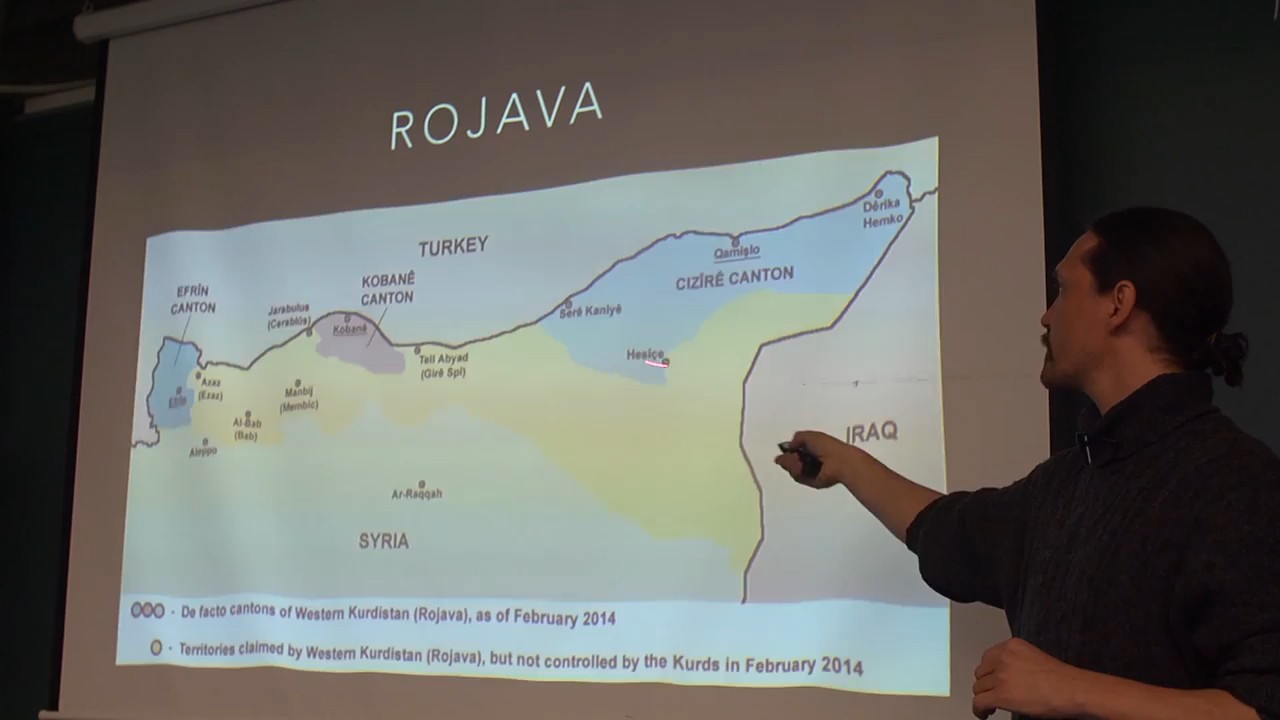 ROJAVA
TURKEY
Dêrika
Hemko
Qamişlo
CIZÎRÊ CANTON
KOBANÊ
CANTON
EFRÎN
CANTON
Jarabulus
(Cerablûs)
Kobanê
Serê Kaniyê
Tell Abyad
(Girê Spî)
Hesîçe
Azaz
(Ezaz)
Manbij
(Membic)
Al-Bab
(Bab)
Aleppo
IRAQ
Ar-Raqqah
SYRIA
- De facto cantons of Western Kurdistan (Rojava), as of February 2014
- Territories claimed by Western Kurdistan (Rojava), but not controlled by the Kurds in February 2014